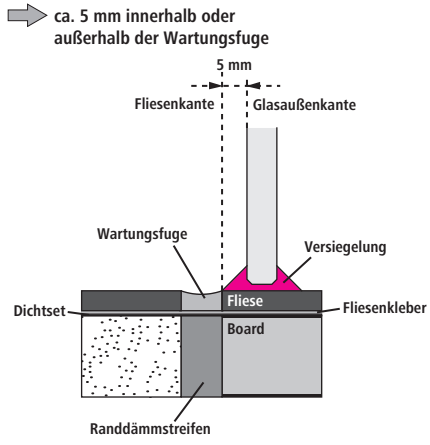 ca. 5 mm innerhalb oder
außerhalb der Wartungsfuge
5 mm
Fliesenkante
Glasaußenkante
Wartungsfuge
Versiegelung
Fliese
Dichtset
Fliesenkleber
Board
Randdämmstreifen